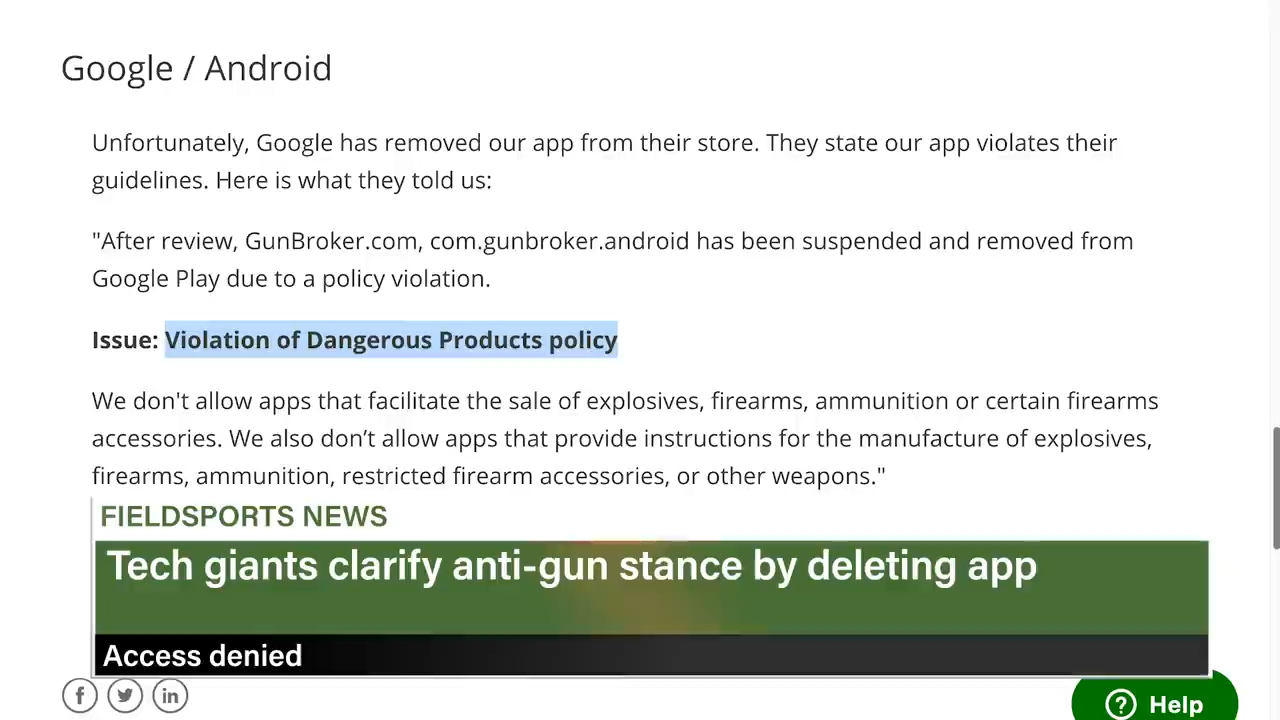 Google / Android
Unfortunately, Google has removed our app from their store. They state our app violates their
guidelines. Here is what they told us:
"After review, GunBroker.com, com.gunbroker.android has been suspended and removed from
Google Play due to a policy violation.
Issue: Violation of Dangerous Products policy
We don't allow apps that facilitate the sale of explosives, firearms, ammunition or certain firearms
accessories. We also don’t allow apps that provide instructions for the manufacture of explosives,
firearms, ammunition, restricted firearm accessories, or other weapons."
FIELDSPORTS NEWS
Tech giants clarify anti-gun stance by deleting app
Access denied
f in
? Help